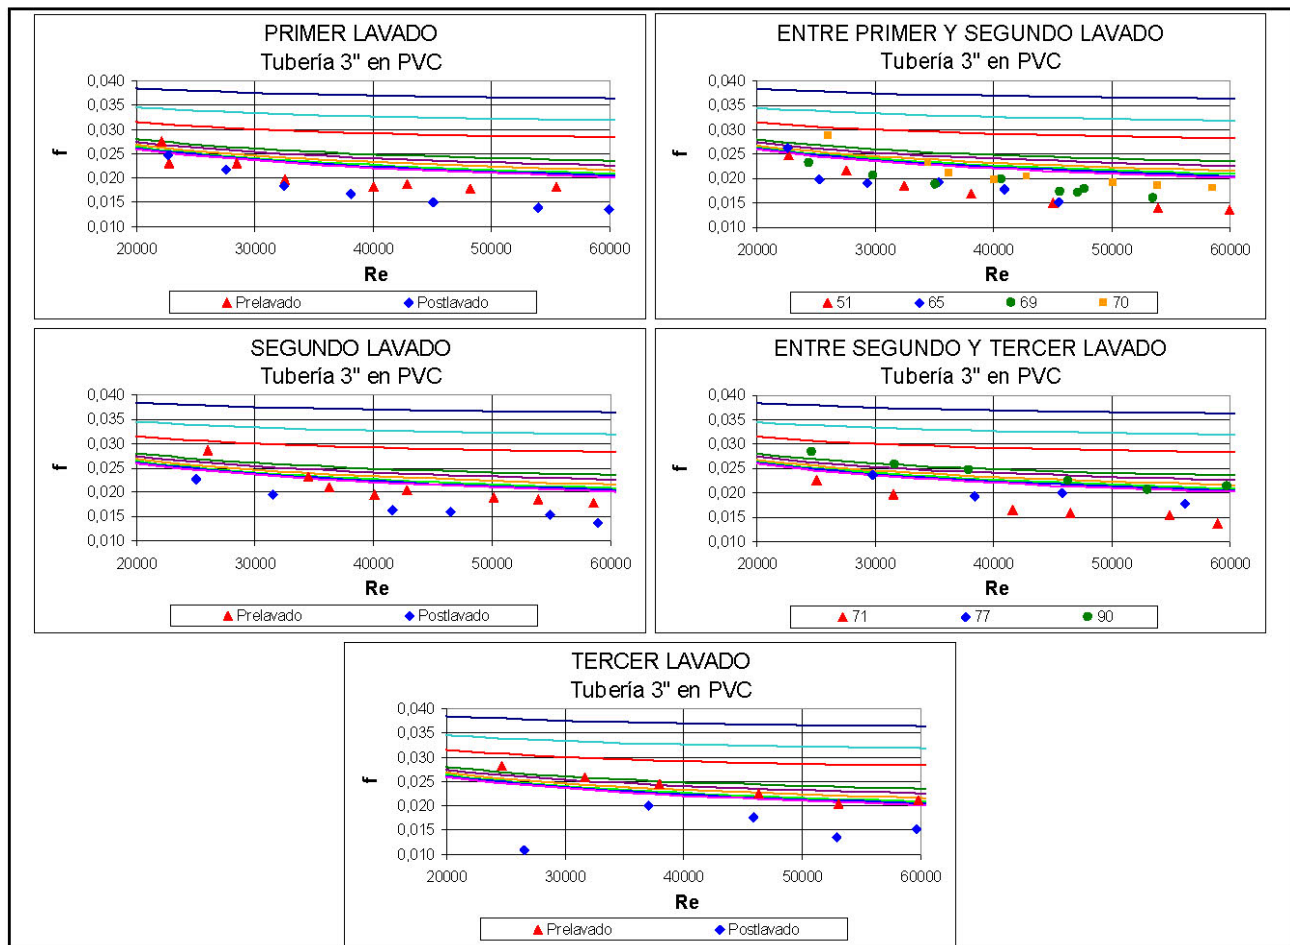 PRIMER LAVADO
Tubería 3" en PVC
f
0,040
0,035
0,030
0,025
0,020
0,015
0,010
20000 30000 40000 50000 60000
Re
Prelavado Postlavado
ENTRE PRIMER Y SEGUNDO LAVADO
Tubería 3" en PVC
f
0,040
0,035
0,030
0,025
0,020
0,015
0,010
20000 30000 40000 50000 60000
Re
51 65 69 70
SEGUNDO LAVADO
Tubería 3" en PVC
f
0,040
0,035
0,030
0,025
0,020
0,015
0,010
20000 30000 40000 50000 60000
Re
Prelavado Postlavado
ENTRE SEGUNDO Y TERCER LAVADO
Tubería 3" en PVC
f
0,040
0,035
0,030
0,025
0,020
0,015
0,010
20000 30000 40000 50000 60000
Re
71 77 90
TERCER LAVADO
Tubería 3" en PVC
f
0,040
0,035
0,030
0,025
0,020
0,015
0,010
20000 30000 40000 50000 60000
Re
Prelavado Postlavado